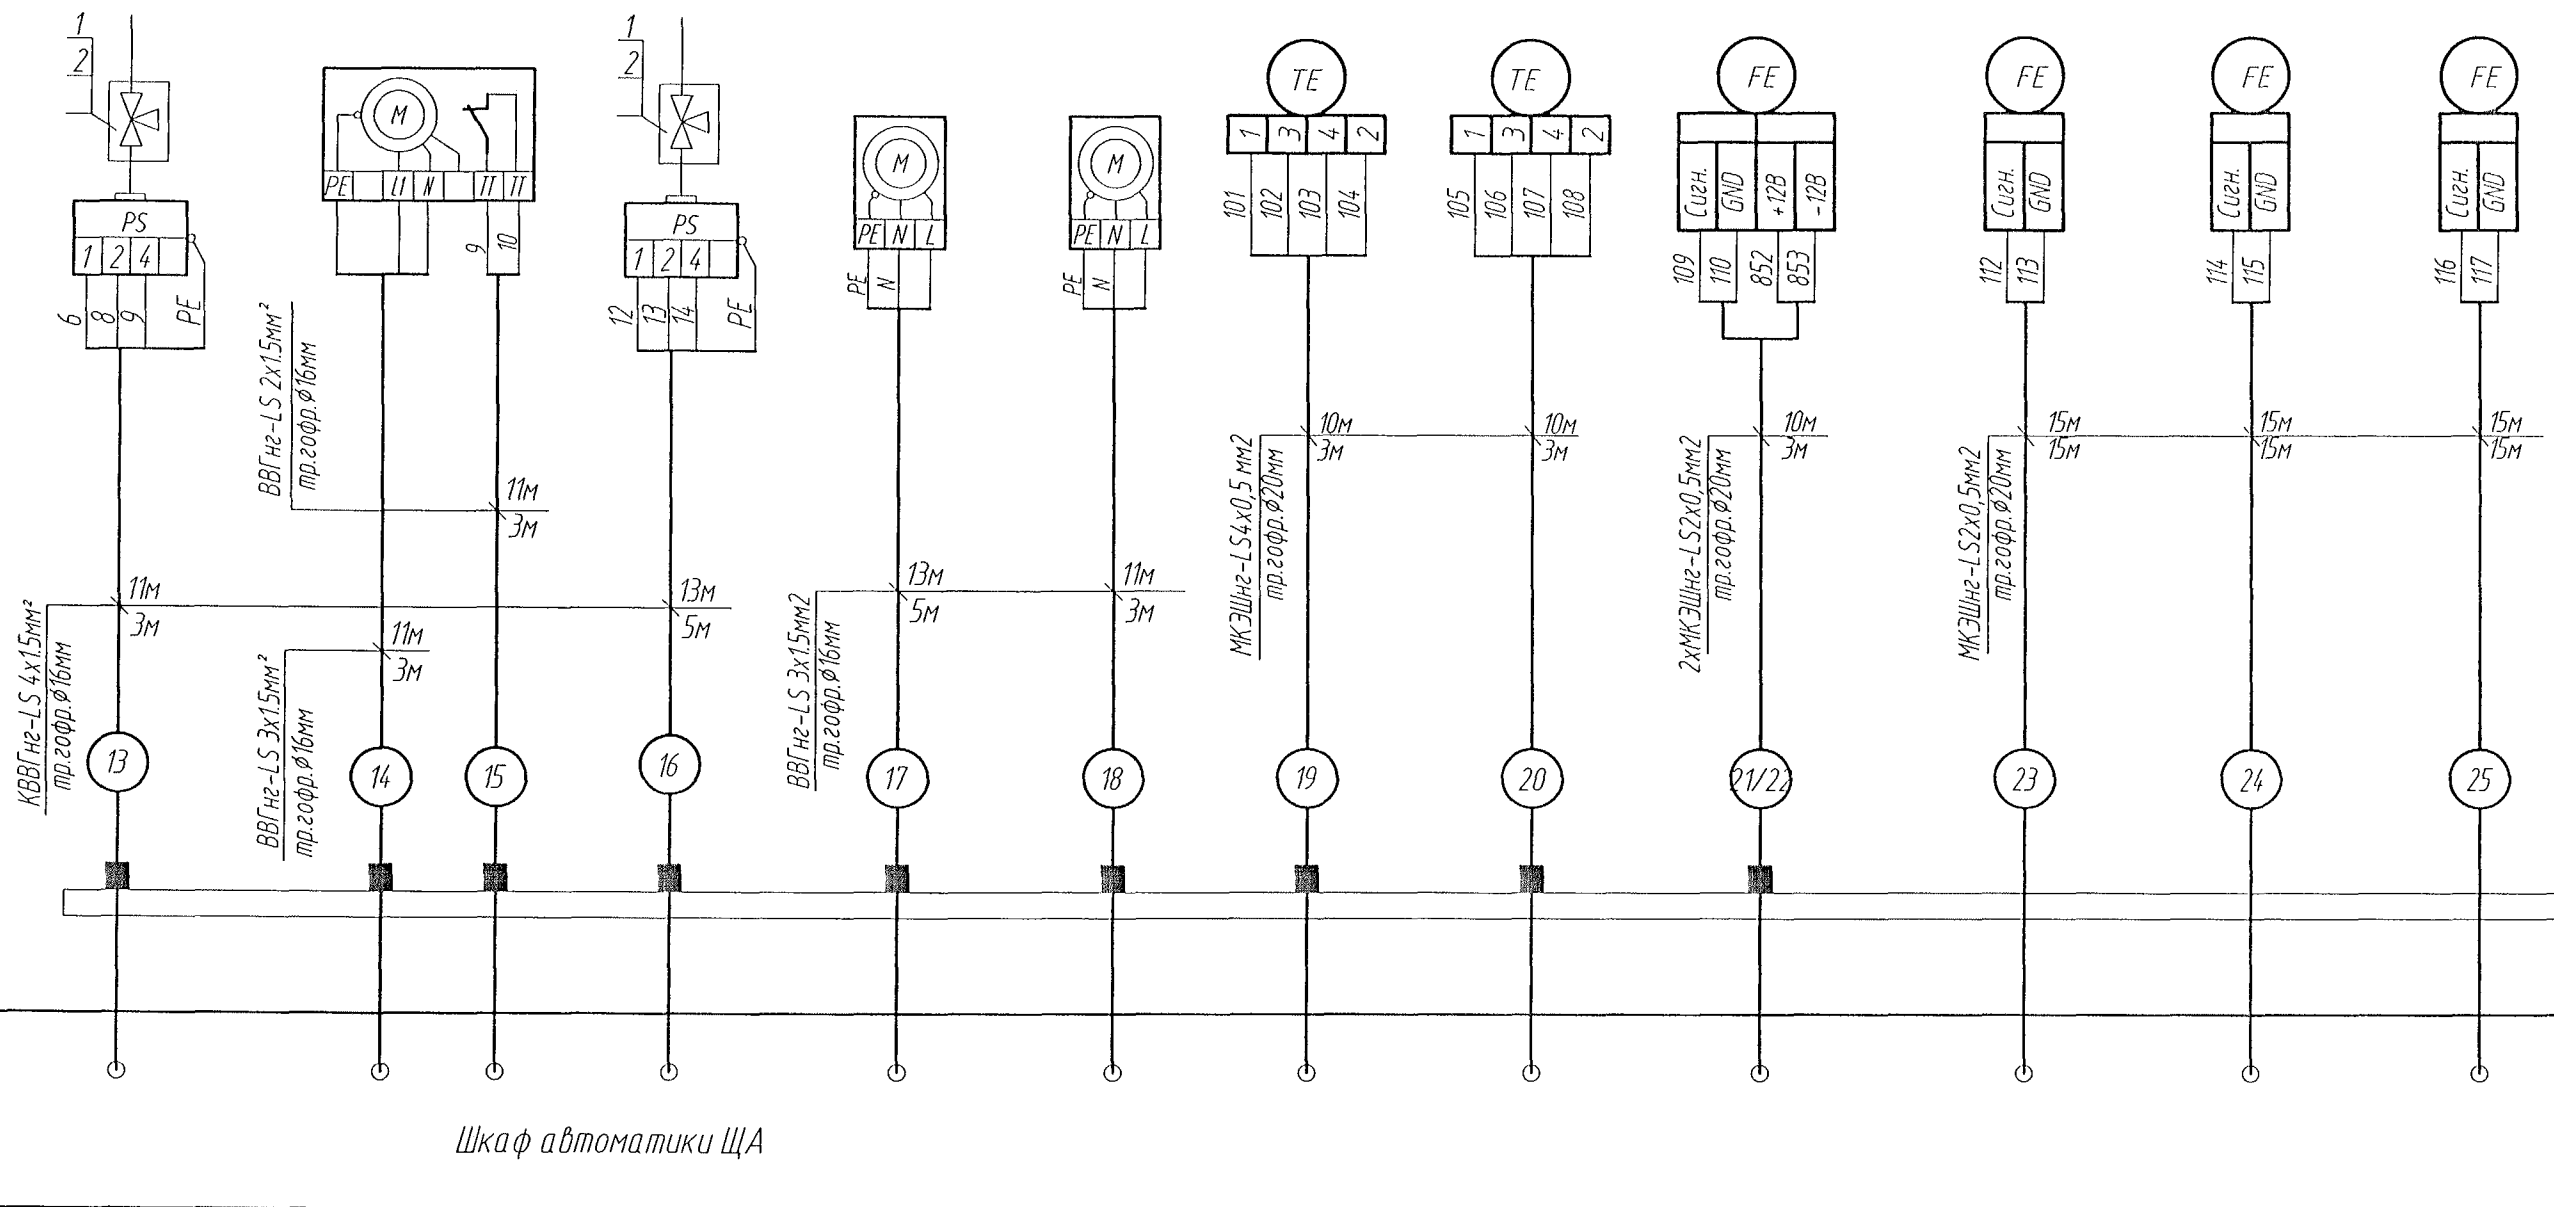 1
2
PS
1 2 4
6 8 9 PE
КВВГнг-LS 4х1.5мм²
тр.гофр.Ø16мм
11м
3м
13
M
PE L1 N TT TT
9 10
ВВГнг-LS 2х1.5мм²
тр.гофр.Ø16мм
11м
3м
ВВГнг-LS 3х1.5мм²
тр.гофр.Ø16мм
11м
3м
14
15
1
2
PS
1 2 4
12 13 14 PE
13м
5м
16
M
PE N L
PE N
ВВГнг-LS 3х1.5мм2
тр.гофр.Ø16мм
13м
5м
17
M
PE N L
PE N
11м
3м
18
TE
1 3 4 2
101 102 103 104
МКЭШнг-LS4х0,5 мм2
тр.гофр.Ø20мм
10м
3м
19
TE
1 3 4 2
105 106 107 108
10м
3м
20
FE
Сигн. GND +12В -12В
109 110 852 853
2хМКЭШнг-LS2х0,5мм2
тр.гофр.Ø20мм
10м
3м
21/22
FE
Сигн. GND
112 113
МКЭШнг-LS2х0,5мм2
тр.гофр.Ø20мм
15м
15м
23
FE
Сигн. GND
114 115
15м
15м
24
FE
Сигн. GND
116 117
15м
15м
25
Шкаф автоматики ЩА